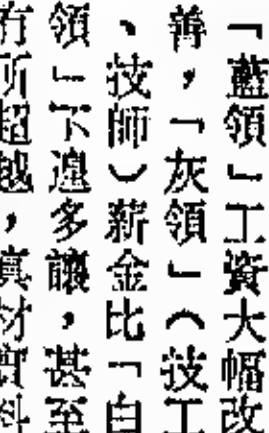 「藍領」工資大幅改
善，「灰領」（技工
、技師）薪金比「白
領」下遑多讓，甚至
有所超越，真材實料